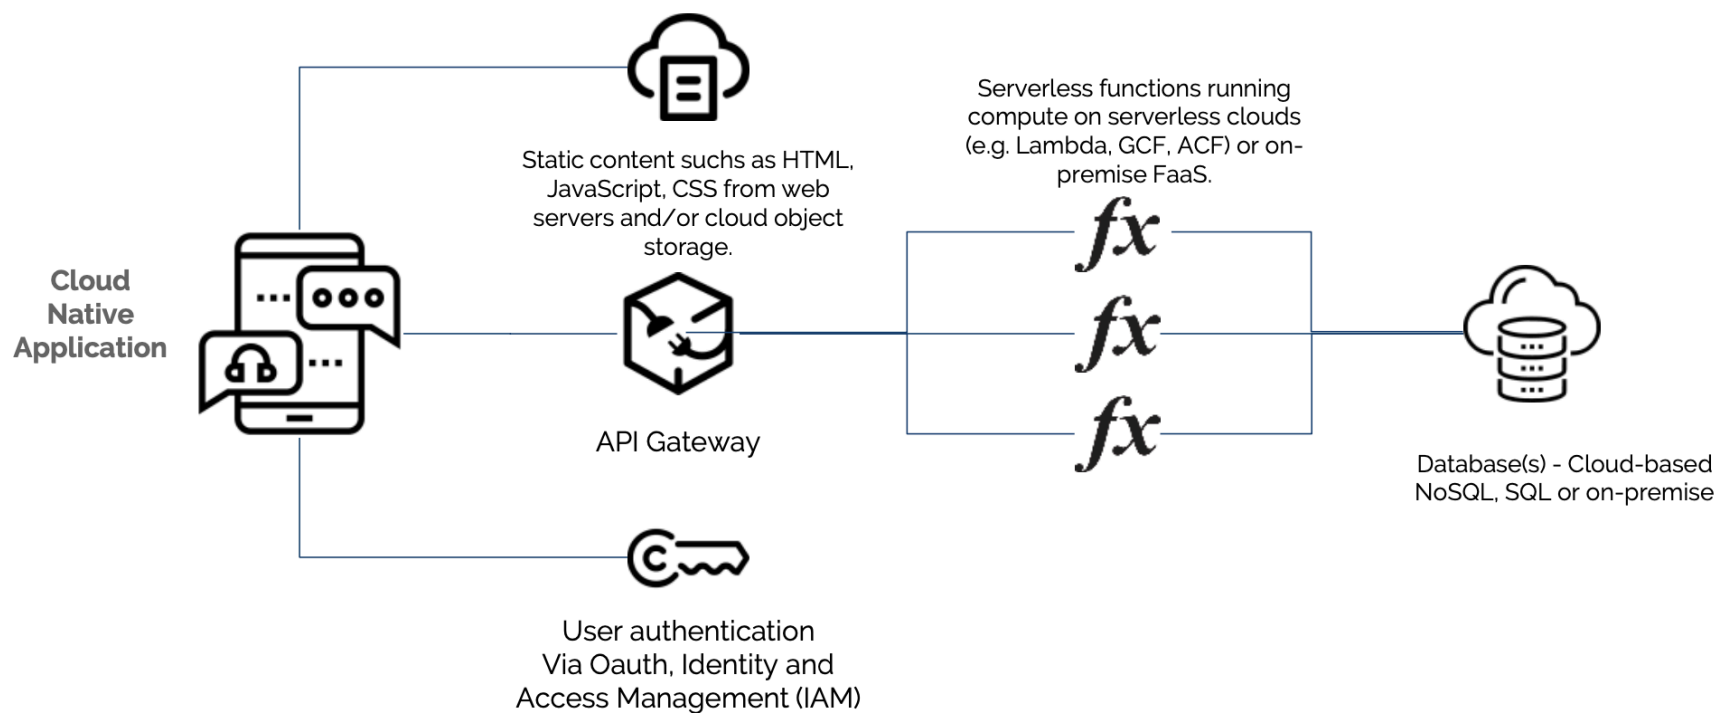 Cloud
Native
Application
Static content suchs as HTML,
JavaScript, CSS from web
servers and/or cloud object
storage.
API Gateway
User authentication
Via Oauth, Identity and
Access Management (IAM)
Serverless functions running
compute on serverless clouds
(e.g. Lambda, GCF, ACF) or on-
premise FaaS.
fx
fx
fx
Database(s) - Cloud-based
NoSQL, SQL or on-premise